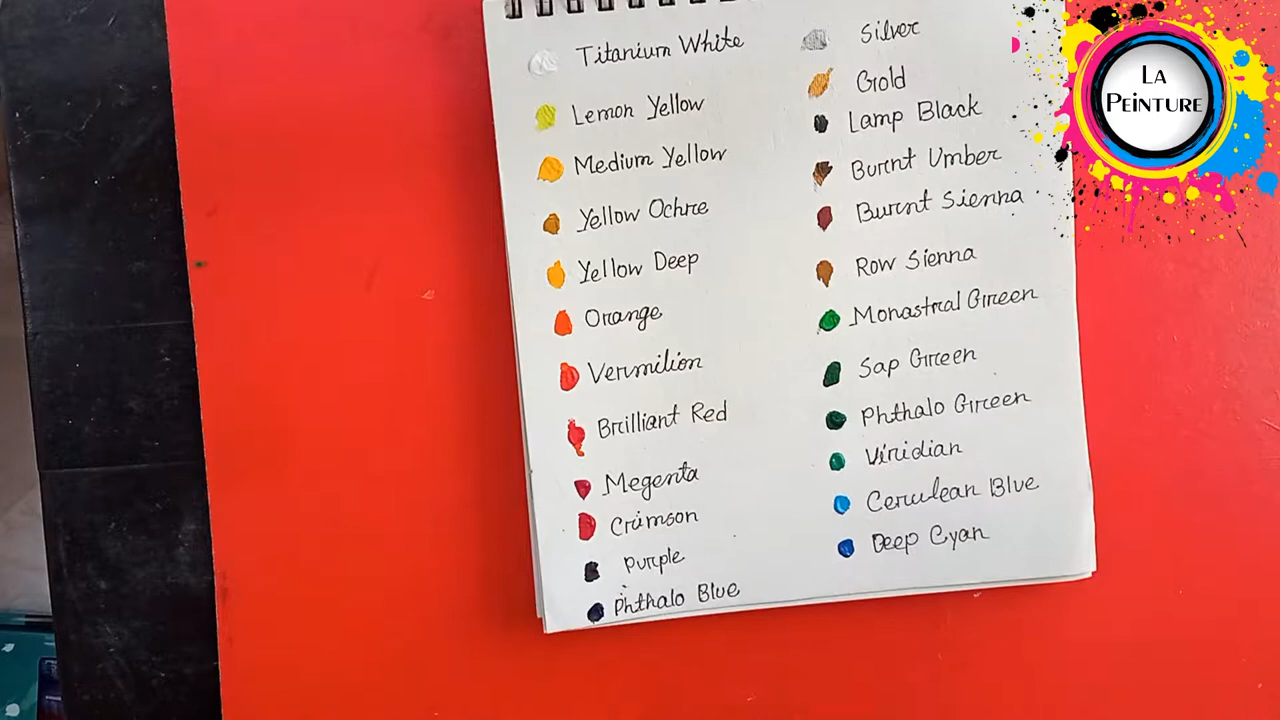 Titanium White
Lemon Yellow
Medium Yellow
Yellow Ochre
Yellow Deep
Orange
Vermilion
Brilliant Red
Megenta
Crimson
Purple
Phthalo Blue
Silver
Gold
Lamp Black
Burnt Umber
Burnt Sienna
Row Sienna
Monastral Green
Sap Green
Phthalo Green
Viridian
Cerulean Blue
Deep Cyan
LA
PEINTURE